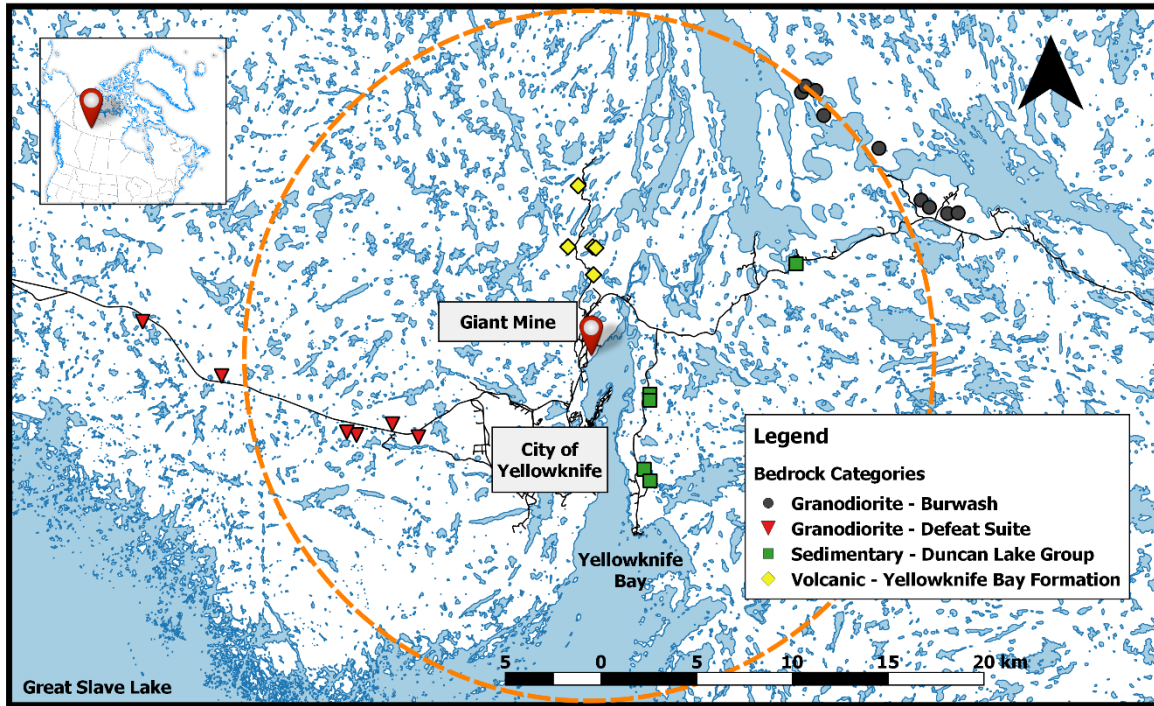 Giant Mine
City of
Yellowknife
Yellowknife
Bay
Great Slave Lake
Legend
Bedrock Categories
Granodiorite - Burwash
Granodiorite - Defeat Suite
Sedimentary - Duncan Lake Group
Volcanic - Yellowknife Bay Formation
5 0 5 10 15 20 km